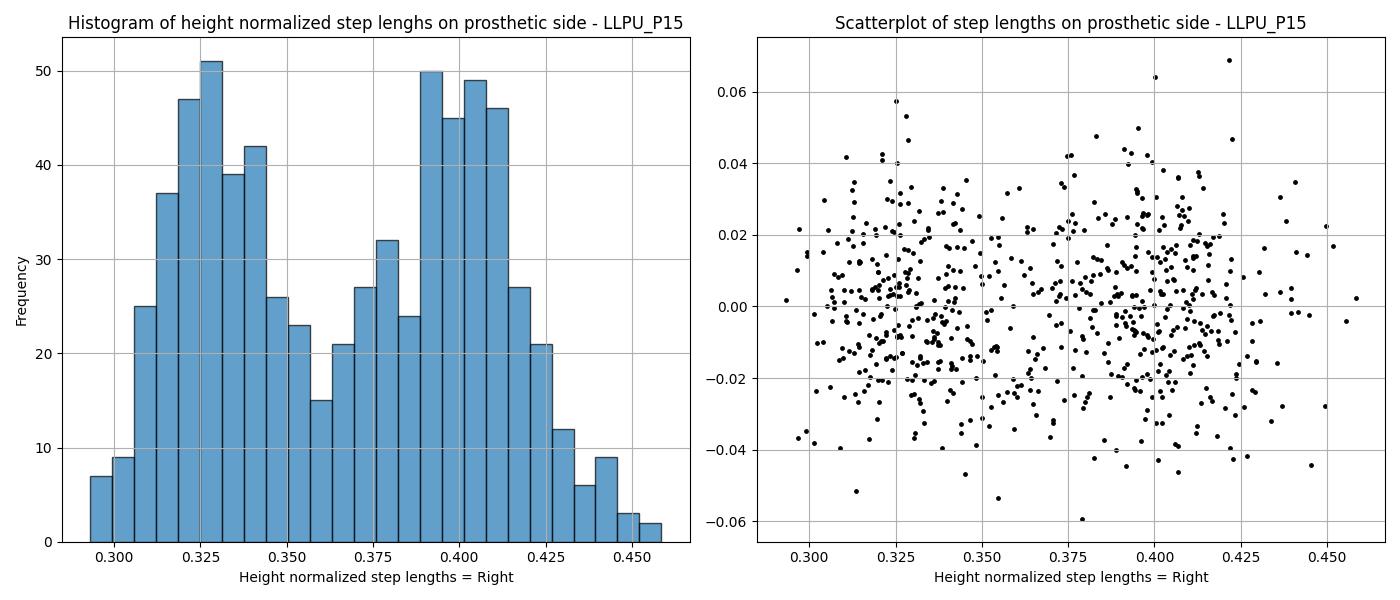 Histogram of height normalized step lenghs on prosthetic side - LLPU_P15
Frequency
50
40
30
20
10
0
0.300 0.325 0.350 0.375 0.400 0.425 0.450
Height normalized step lengths = Right
Scatterplot of step lengths on prosthetic side - LLPU_P15
0.06
0.04
0.02
0.00
−0.02
−0.04
−0.06
0.300 0.325 0.350 0.375 0.400 0.425 0.450
Height normalized step lengths = Right